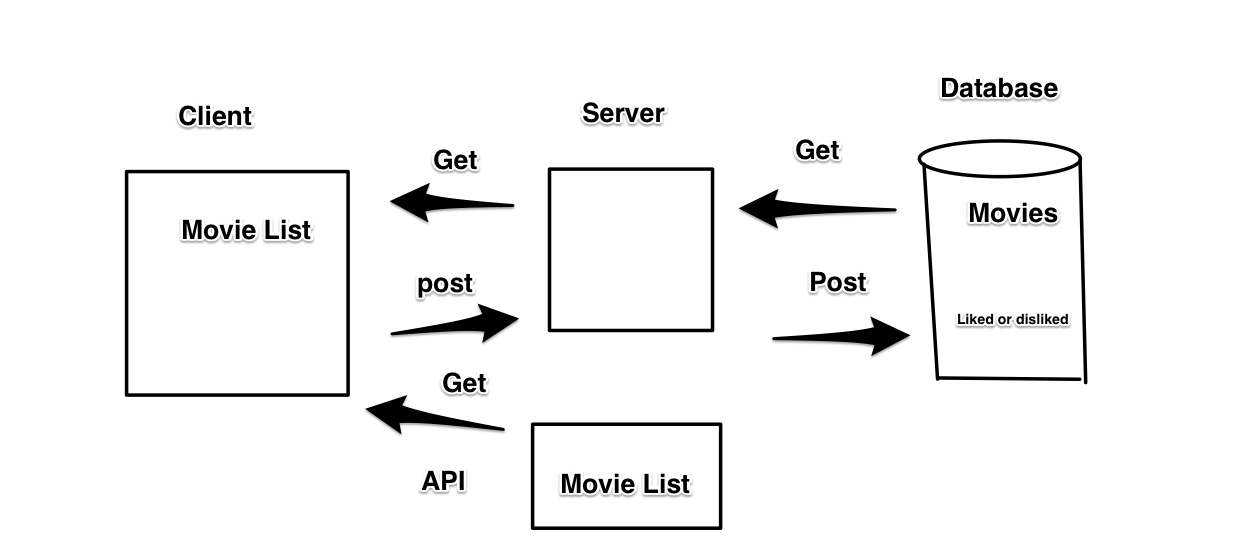 Client
Server
Database
Get
Get
Movie List
Movies
post
Post
Liked or disliked
Get
API
Movie List